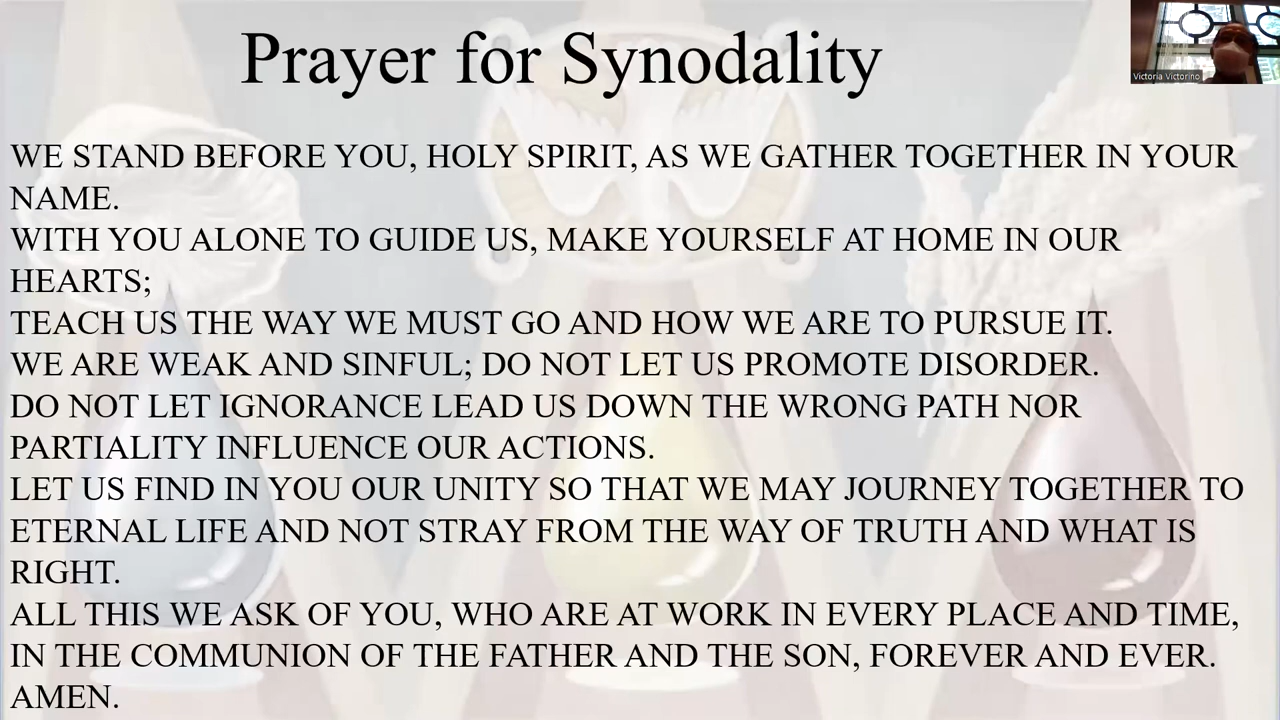 Prayer for Synodality
Victoria Victorino
WE STAND BEFORE YOU, HOLY SPIRIT, AS WE GATHER TOGETHER IN YOUR
NAME.
WITH YOU ALONE TO GUIDE US, MAKE YOURSELF AT HOME IN OUR
HEARTS;
TEACH US THE WAY WE MUST GO AND HOW WE ARE TO PURSUE IT.
WE ARE WEAK AND SINFUL; DO NOT LET US PROMOTE DISORDER.
DO NOT LET IGNORANCE LEAD US DOWN THE WRONG PATH NOR
PARTIALITY INFLUENCE OUR ACTIONS.
LET US FIND IN YOU OUR UNITY SO THAT WE MAY JOURNEY TOGETHER TO
ETERNAL LIFE AND NOT STRAY FROM THE WAY OF TRUTH AND WHAT IS
RIGHT.
ALL THIS WE ASK OF YOU, WHO ARE AT WORK IN EVERY PLACE AND TIME,
IN THE COMMUNION OF THE FATHER AND THE SON, FOREVER AND EVER.
AMEN.